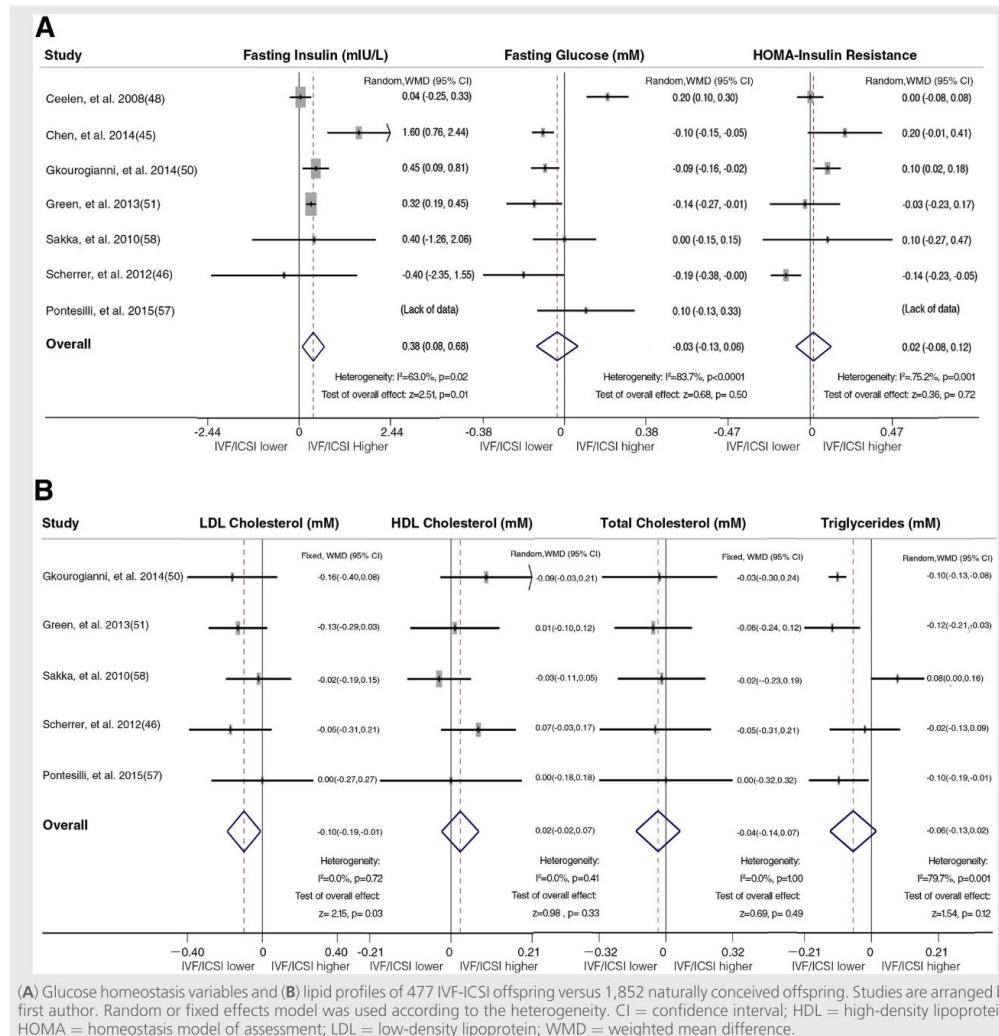 A
Study Fasting Insulin (mIU/L) Fasting Glucose (mM) HOMA-Insulin Resistance
Random,WMD (95% CI) Random,WMD (95% CI) Random,WMD (95% CI)
Ceelen, et al. 2008(48) 0.04 (-0.25, 0.33) 0.20 (0.10, 0.30) 0.00 (-0.08, 0.08)
Chen, et al. 2014(45) 1.60 (0.76, 2.44) -0.10 (-0.15, -0.05) 0.20 (-0.01, 0.41)
Gkourogianni, et al. 2014(50) 0.45 (0.09, 0.81) -0.09 (-0.16, -0.02) 0.10 (0.02, 0.18)
Green, et al. 2013(51) 0.32 (0.19, 0.45) -0.14 (-0.27, -0.01) -0.03 (-0.23, 0.17)
Sakka, et al. 2010(58) 0.40 (-1.26, 2.06) 0.00 (-0.15, 0.15) 0.10 (-0.27, 0.47)
Scherrer, et al. 2012(46) -0.40 (-2.35, 1.55) -0.19 (-0.38, -0.00) -0.14 (-0.23, -0.05)
Pontesilli, et al. 2015(57) (Lack of data) 0.10 (-0.13, 0.33) (Lack of data)
Overall 0.38 (0.08, 0.68) -0.03 (-0.13, 0.06) 0.02 (-0.08, 0.12)
Heterogeneity: I²=63.0%, p=0.02 Heterogeneity: I²=83.7%, p<0.0001 Heterogeneity: I²=.75.2%, p=0.001
Test of overall effect: z=2.51, p=0.01 Test of overall effect: z=0.68, p= 0.50 Test of overall effect: z=0.36, p= 0.72
-2.44 0 2.44 -0.38 0 0.38 -0.47 0 0.47
IVF/ICSI lower IVF/ICSI Higher IVF/ICSI lower IVF/ICSI higher IVF/ICSI lower IVF/ICSI higher
B
Study LDL Cholesterol (mM) HDL Cholesterol (mM) Total Cholesterol (mM) Triglycerides (mM)
Fixed, WMD (95% CI) Random,WMD (95% CI) Fixed, WMD (95% CI) Random,WMD (95% CI)
Gkourogianni, et al. 2014(50) -0.16(-0.40,0.08) -0.09(-0.03,0.21) -0.03(-0.30,0.24) -0.10(-0.13,-0.08)
Green, et al. 2013(51) -0.13(-0.29,0.03) 0.01(-0.10,0.12) -0.06(-0.24, 0.12) -0.12(-0.21,-0.03)
Sakka, et al. 2010(58) -0.02(-0.19,0.15) -0.03(-0.11,0.05) -0.02(--0.23,0.19) 0.08(0.00,0.16)
Scherrer, et al. 2012(46) -0.05(-0.31,0.21) 0.07(-0.03,0.17) -0.05(-0.31,0.21) -0.02(-0.13,0.09)
Pontesilli, et al. 2015(57) 0.00(-0.27,0.27) 0.00(-0.18,0.18) 0.00(-0.32,0.32) -0.10(-0.19,-0.01)
Overall -0.10(-0.19,-0.01) 0.02(-0.02,0.07) -0.04(-0.14,0.07) -0.06(-0.13,0.02)
Heterogeneity: Heterogeneity: Heterogeneity: Heterogeneity:
I²=0.0%, p=0.72 I²=0.0%, p=0.41 I²=0.0%, p=1.00 I²=79.7%, p=0.001
Test of overall effect: Test of overall effect: Test of overall effect: Test of overall effect:
z= 2.15, p= 0.03 z=0.98 , p= 0.33 z=0.69, p= 0.49 z=1.54, p= 0.12
−0.40 0 0.40 -0.21 0 0.21 −0.32 0 0.32 −0.21 0 0.21
IVF/ICSI lower IVF/ICSI higher IVF/ICSI lower IVF/ICSI higher IVF/ICSI lower IVF/ICSI higher IVF/ICSI lower IVF/ICSI higher
(A) Glucose homeostasis variables and (B) lipid profiles of 477 IVF-ICSI offspring versus 1,852 naturally conceived offspring. Studies are arranged
first author. Random or fixed effects model was used according to the heterogeneity. CI = confidence interval; HDL = high-density
HOMA = homeostasis model of assessment; LDL = low-density lipoprotein; WMD = weighted mean difference.